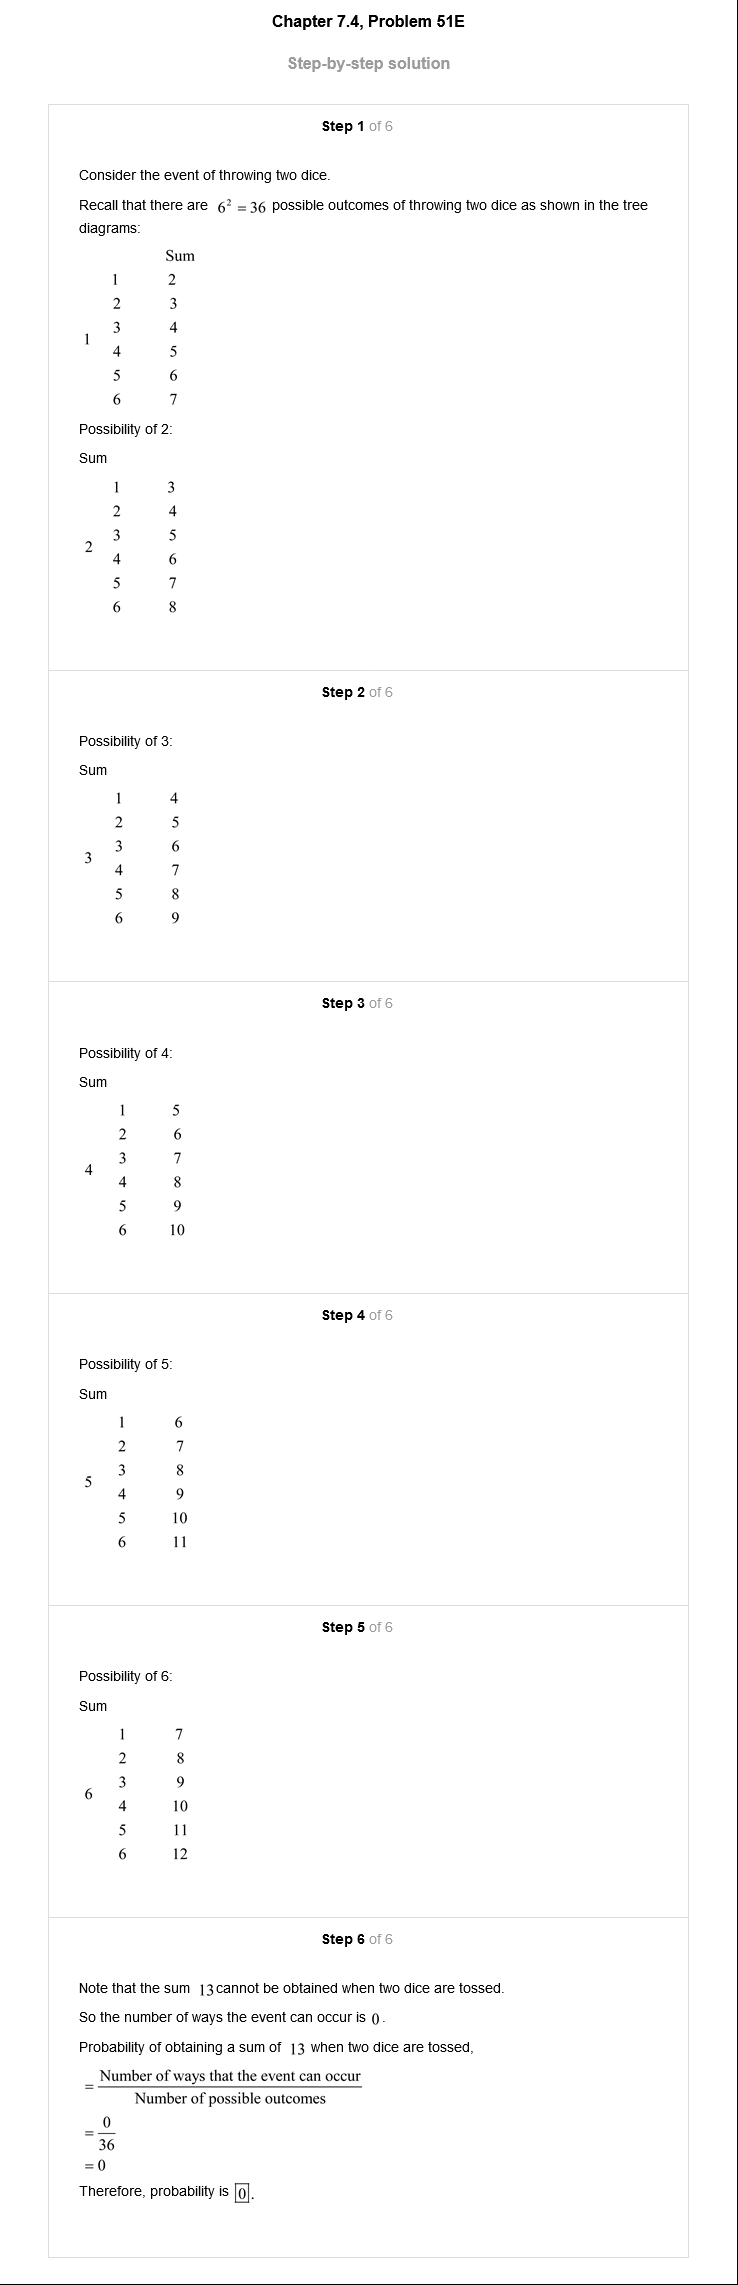 Chapter 7.4, Problem 51E
Step-by-step solution
Step 1 of 6
Consider the event of throwing two dice.
Recall that there are 6² = 36 possible outcomes of throwing two dice as shown in the tree
diagrams:
Sum
1 2
2 3
3 4
1
4 5
5 6
6 7
Possibility of 2:
Sum
1 3
2 4
3 5
2
4 6
5 7
6 8
Step 2 of 6
Possibility of 3:
Sum
1 4
2 5
3 6
3
4 7
5 8
6 9
Step 3 of 6
Possibility of 4:
Sum
1 5
2 6
3 7
4
4 8
5 9
6 10
Step 4 of 6
Possibility of 5:
Sum
1 6
2 7
3 8
5
4 9
5 10
6 11
Step 5 of 6
Possibility of 6:
Sum
1 7
2 8
3 9
6
4 10
5 11
6 12
Step 6 of 6
Note that the sum 13 cannot be obtained when two dice are tossed.
So the number of ways the event can occur is 0.
Probability of obtaining a sum of 13 when two dice are tossed,
Number of ways that the event can occur
=
Number of possible outcomes
0
=
36
= 0
Therefore, probability is 0.